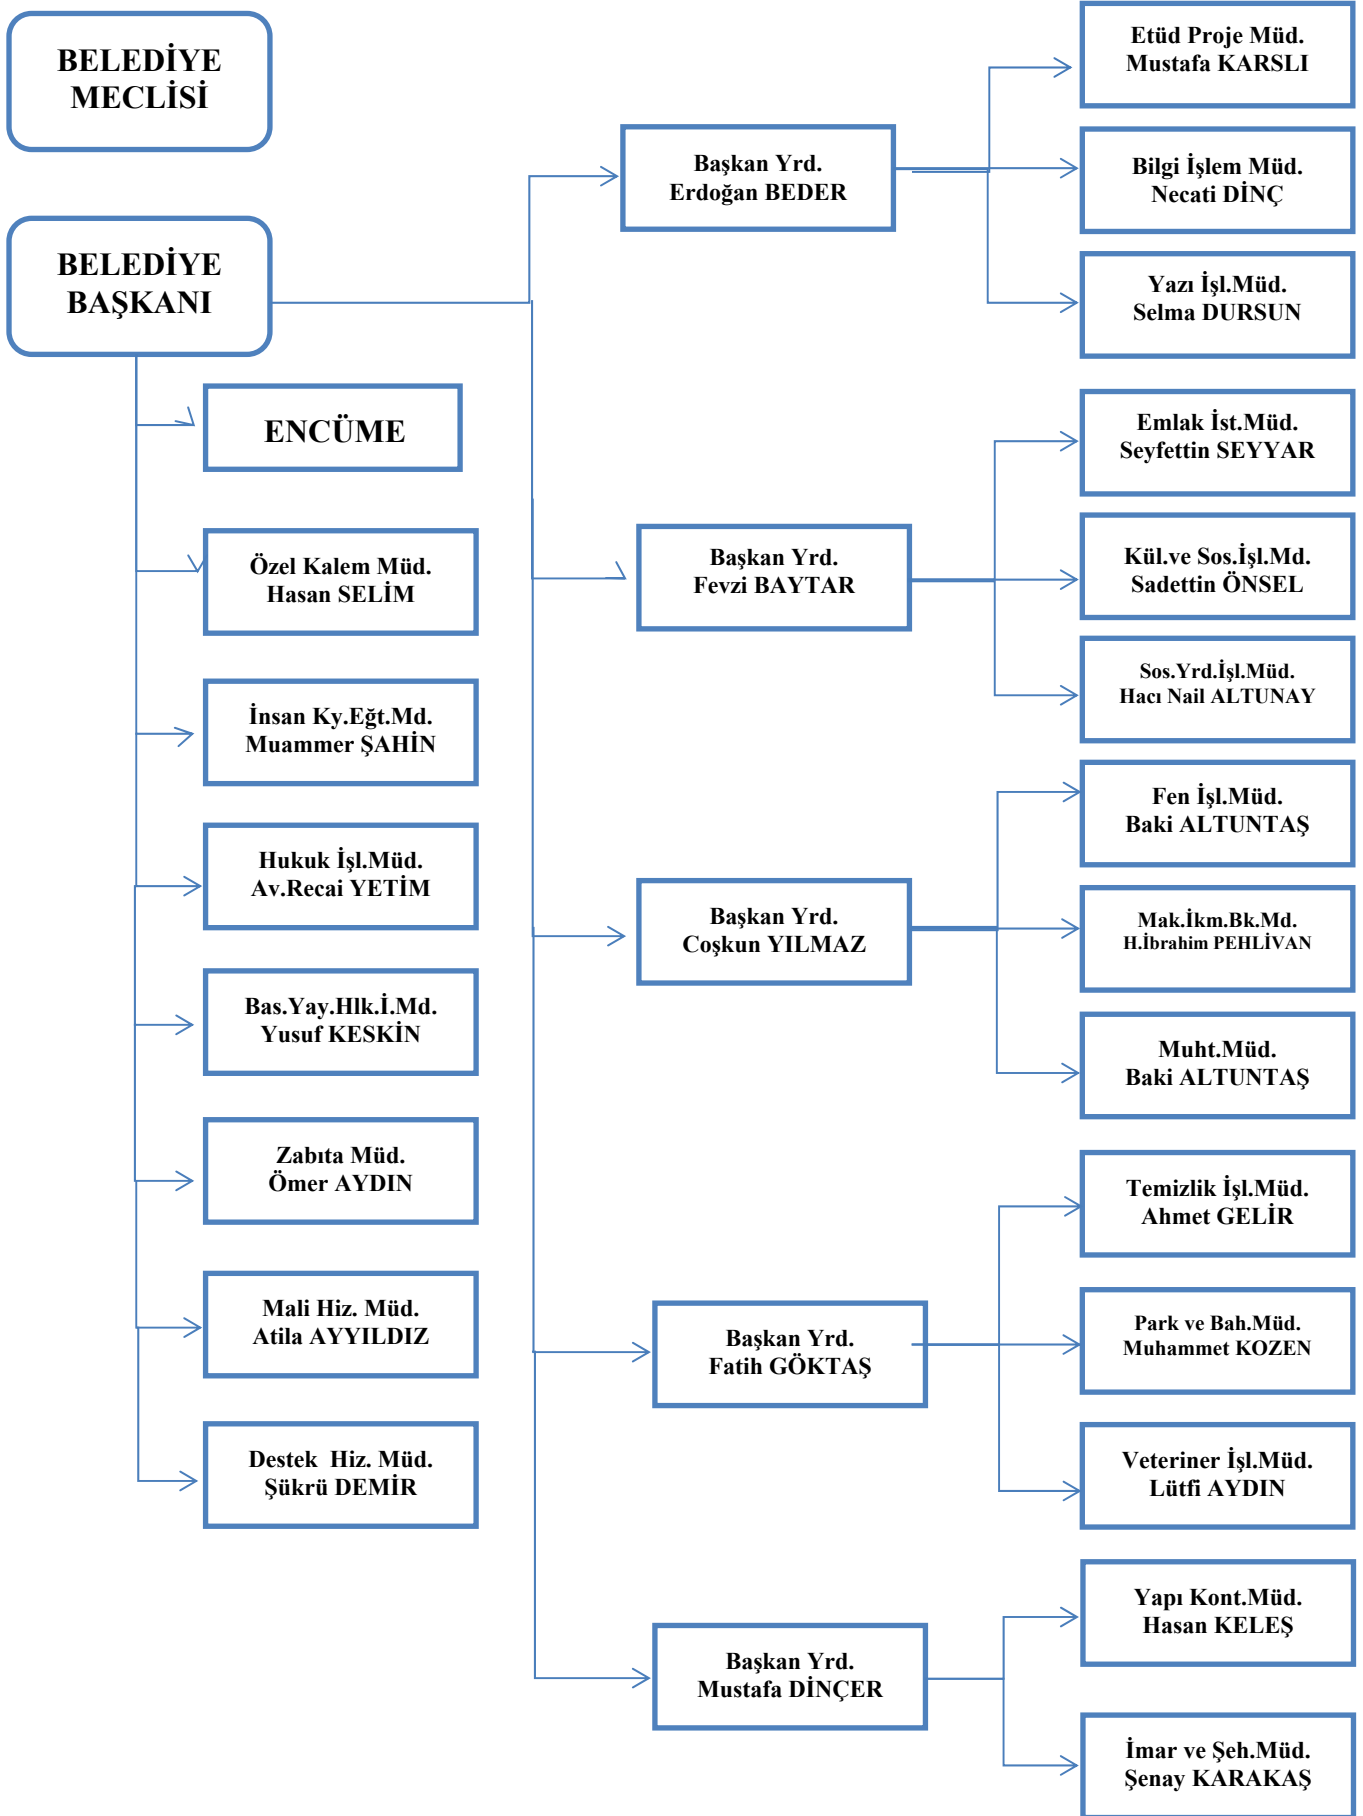 BELEDİYE
MECLİSİ
BELEDİYE
BAŞKANI
ENCÜME
Özel Kalem Müd.
Hasan SELİM
İnsan Ky.Eğt.Md.
Muammer ŞAHİN
Hukuk İşl.Müd.
Av.Recai YETİM
Bas.Yay.Hlk.İ.Md.
Yusuf KESKİN
Zabıta Müd.
Ömer AYDIN
Mali Hiz. Müd.
Atila AYYILDIZ
Destek Hiz. Müd.
Şükrü DEMİR
Başkan Yrd.
Erdoğan BEDER
Etüd Proje Müd.
Mustafa KARSLI
Bilgi İşlem Müd.
Necati DİNÇ
Yazı İşl.Müd.
Selma DURSUN
Başkan Yrd.
Fevzi BAYTAR
Emlak İst.Müd.
Seyfettin SEYYAR
Kül.ve Sos.İşl.Md.
Sadettin ÖNSEL
Sos.Yrd.İşl.Müd.
Hacı Nail ALTUNAY
Başkan Yrd.
Coşkun YILMAZ
Fen İşl.Müd.
Baki ALTUNTAŞ
Mak.İkm.Bk.Md.
H.İbrahim PEHLİVAN
Muht.Müd.
Baki ALTUNTAŞ
Başkan Yrd.
Fatih GÖKTAŞ
Temizlik İşl.Müd.
Ahmet GELİR
Park ve Bah.Müd.
Muhammet KOZEN
Veteriner İşl.Müd.
Lütfi AYDIN
Başkan Yrd.
Mustafa DİNÇER
Yapı Kont.Müd.
Hasan KELEŞ
İmar ve Şeh.Müd.
Şenay KARAKAŞ